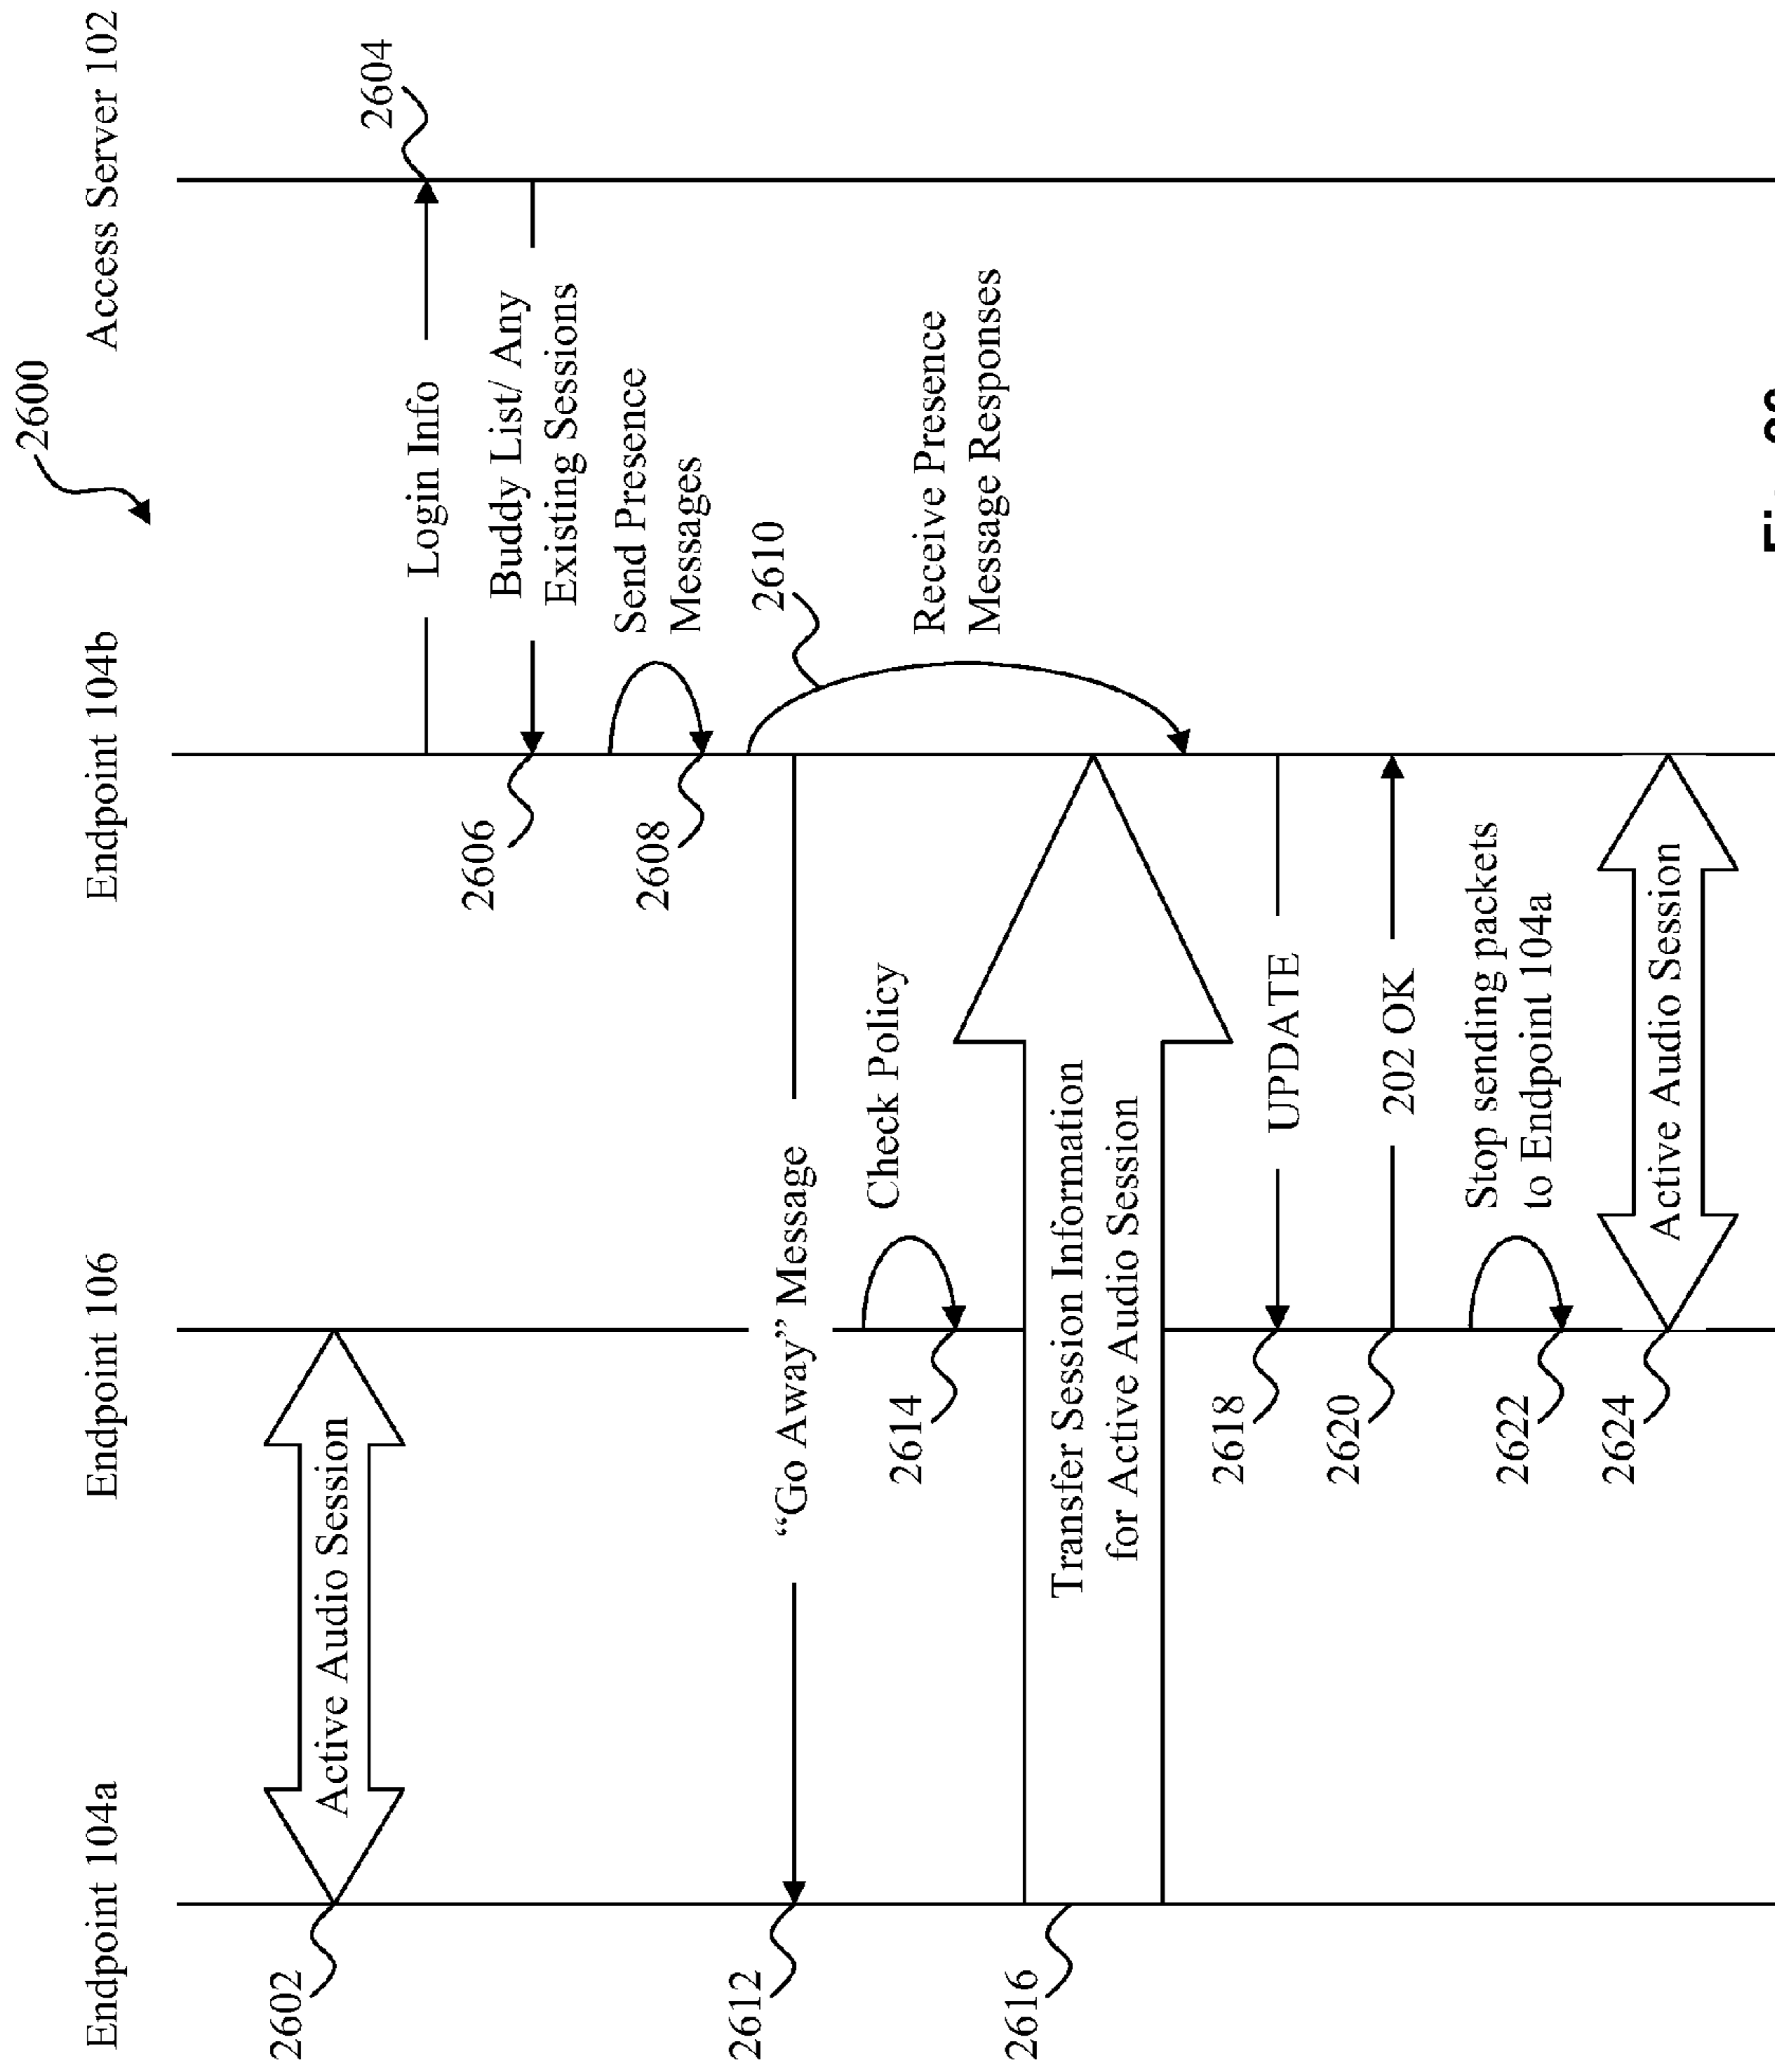 2600
Endpoint 104a
Endpoint 106
Endpoint 104b
Access Server 102
2602
Active Audio Session
Login Info
2604
2606
Buddy List/ Any
Existing Sessions
2608
Send Presence
Messages
2610
2612
“Go Away” Message
Receive Presence
Message Responses
2614
Check Policy
2616
Transfer Session Information
for Active Audio Session
2618
UPDATE
2620
202 OK
2622
Stop sending packets
to Endpoint 104a
2624
Active Audio Session